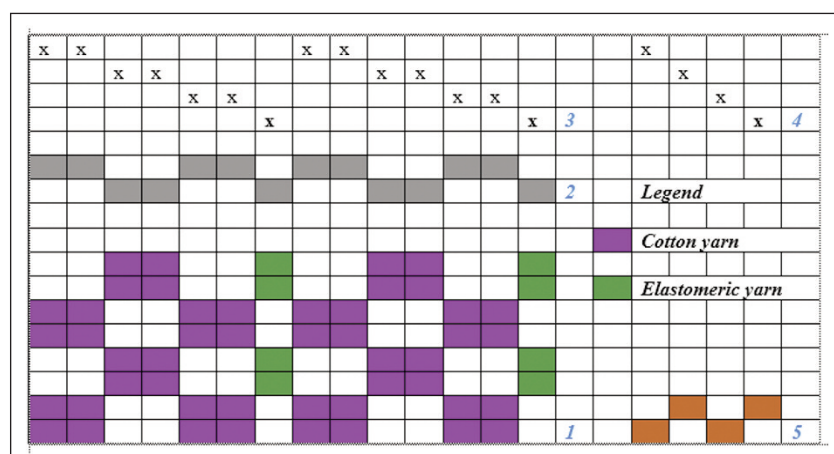 x x x x x
x x x x x
x x x x x
x x 3 x 4
2 Legend
Cotton yarn
Elastomeric yarn
1 5